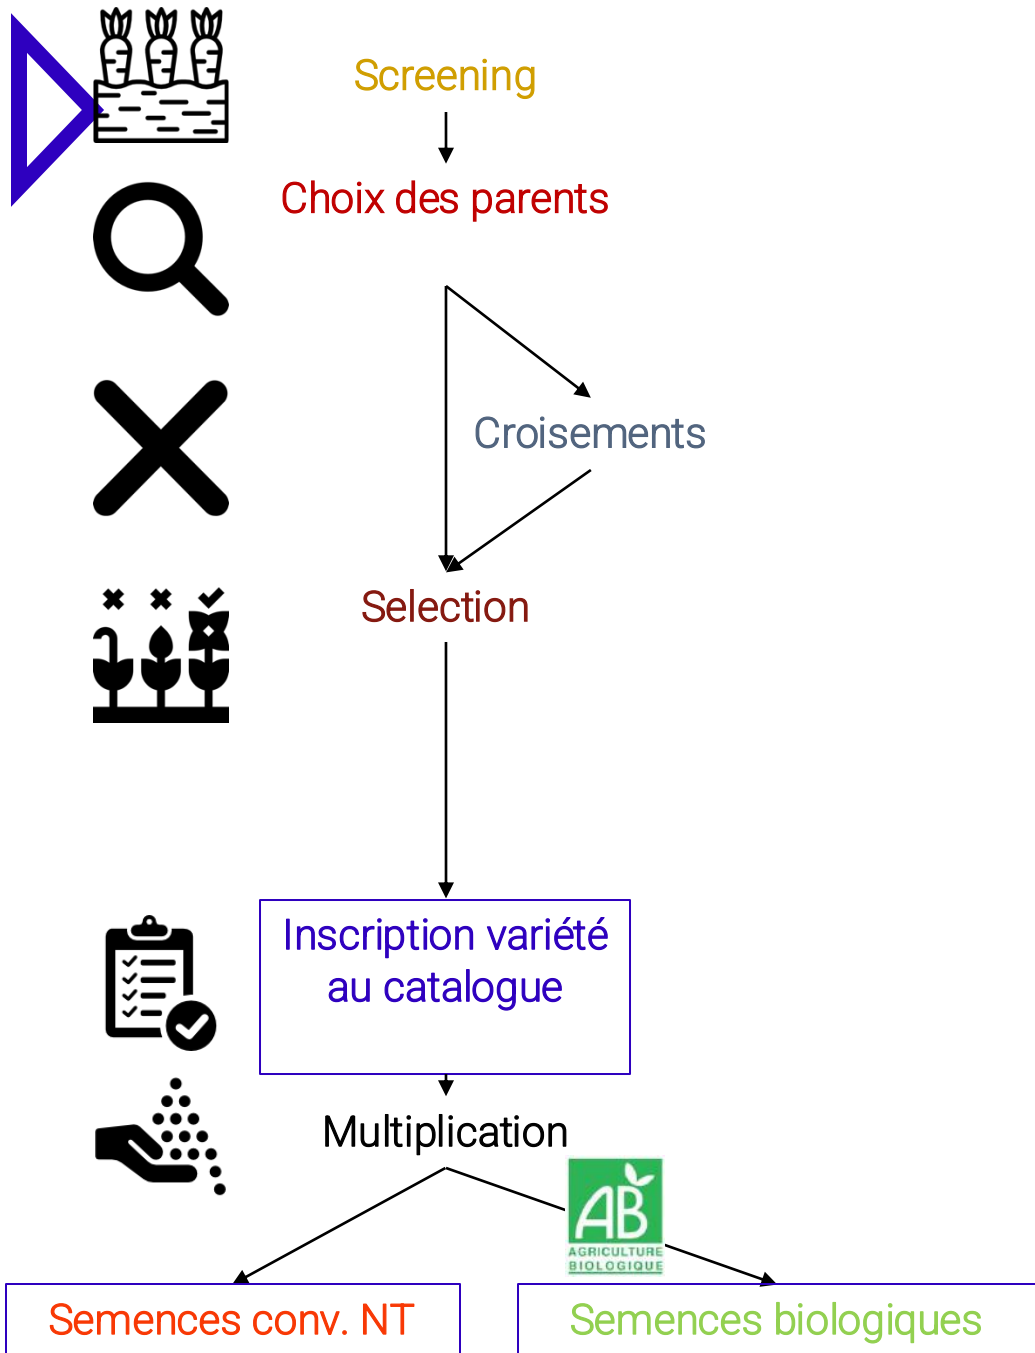 Screening
Choix des parents
Croisements
Selection
Inscription variété
au catalogue
Multiplication
AB
AGRICULTURE
BIOLOGIQUE
Semences conv. NT
Semences biologiques